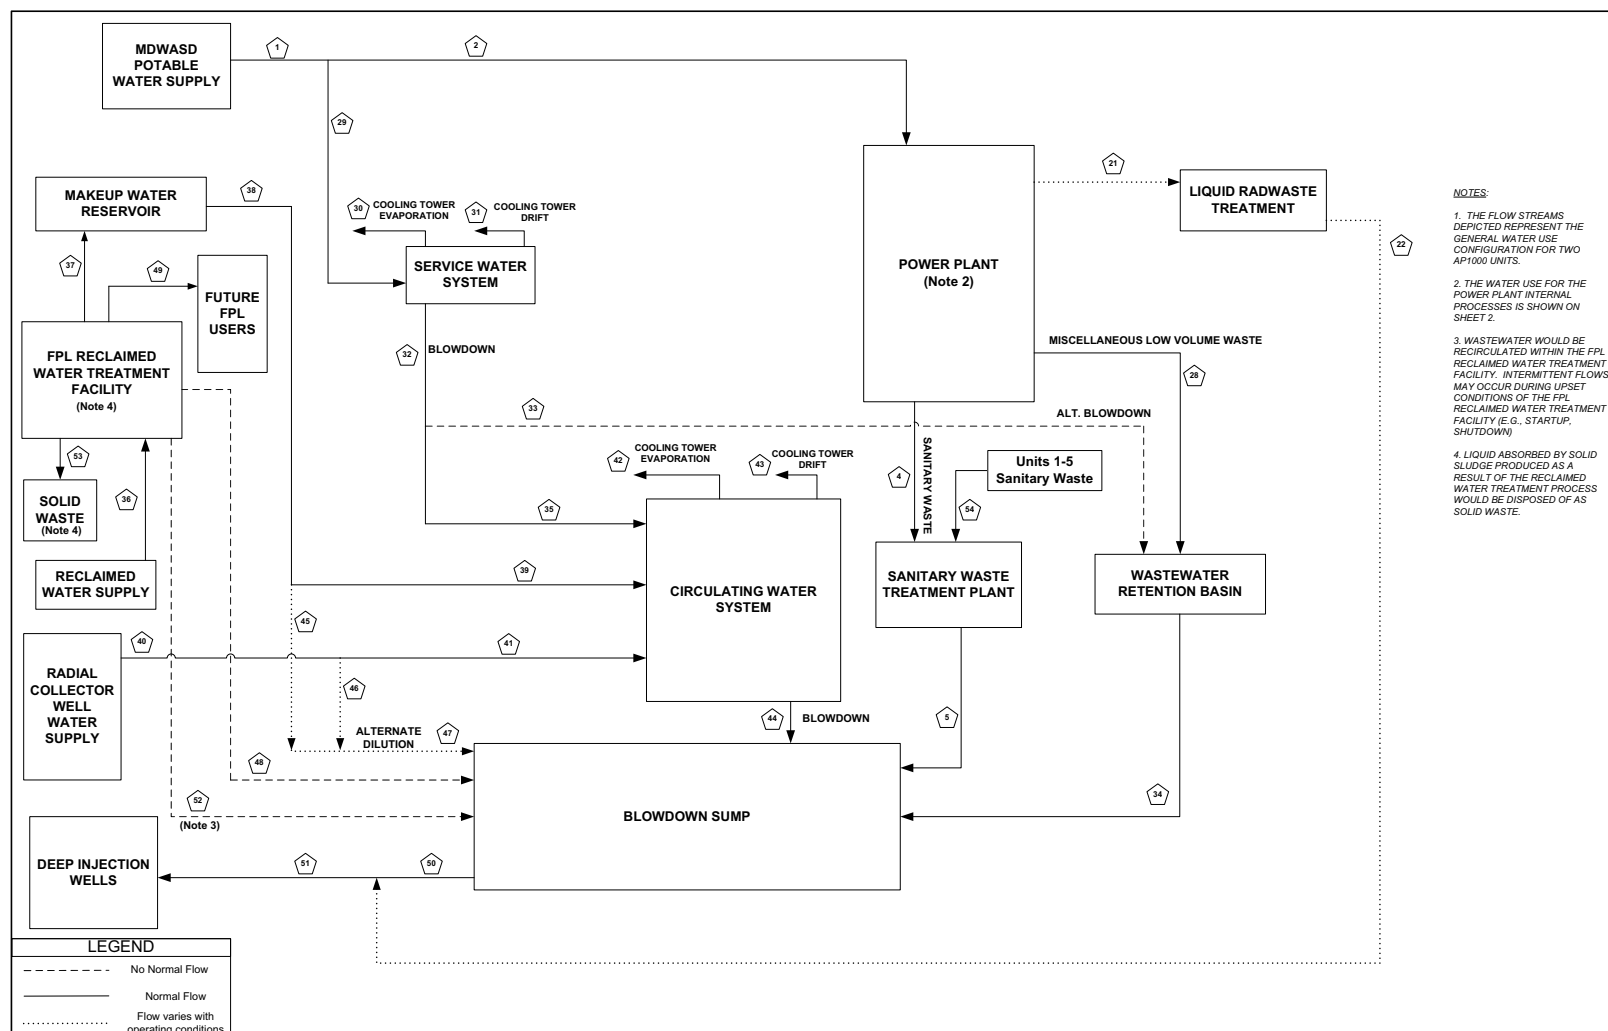 1
2
MDWASD
POTABLE
WATER SUPPLY
29
21
LIQUID RADWASTE
TREATMENT
22
MAKEUP WATER
RESERVOIR
38
30
COOLING TOWER
EVAPORATION
31
COOLING TOWER
DRIFT
37
49
SERVICE WATER
SYSTEM
POWER PLANT
(Note 2)
FUTURE
FPL
USERS
FPL RECLAIMED
WATER TREATMENT
FACILITY
(Note 4)
32
BLOWDOWN
MISCELLANEOUS LOW VOLUME WASTE
28
33
ALT. BLOWDOWN
53
36
SOLID
WASTE
(Note 4)
42
COOLING TOWER
EVAPORATION
43
COOLING TOWER
DRIFT
4
SANITARY WASTE
Units 1-5
Sanitary Waste
54
35
RECLAIMED
WATER SUPPLY
39
CIRCULATING WATER
SYSTEM
SANITARY WASTE
TREATMENT PLANT
WASTEWATER
RETENTION BASIN
45
40
41
RADIAL
COLLECTOR
WELL
WATER
SUPPLY
46
44
BLOWDOWN
5
ALTERNATE
DILUTION
47
48
52
(Note 3)
BLOWDOWN SUMP
34
DEEP INJECTION
WELLS
51
50
NOTES:
1. THE FLOW STREAMS
DEPICTED REPRESENT THE
GENERAL WATER USE
CONFIGURATION FOR TWO
AP1000 UNITS.
2. THE WATER USE FOR THE
POWER PLANT INTERNAL
PROCESSES IS SHOWN ON
SHEET 2.
3. WASTEWATER WOULD BE
RECIRCULATED WITHIN THE FPL
RECLAIMED WATER TREATMENT
FACILITY. INTERMITTENT FLOWS
MAY OCCUR DURING UPSET
CONDITIONS OF THE FPL
RECLAIMED WATER TREATMENT
FACILITY (E.G., STARTUP,
SHUTDOWN)
4. LIQUID ABSORBED BY SOLID
SLUDGE PRODUCED AS A
RESULT OF THE RECLAIMED
WATER TREATMENT PROCESS
WOULD BE DISPOSED OF AS
SOLID WASTE.
LEGEND
No Normal Flow
Normal Flow
Flow varies with
operating conditions